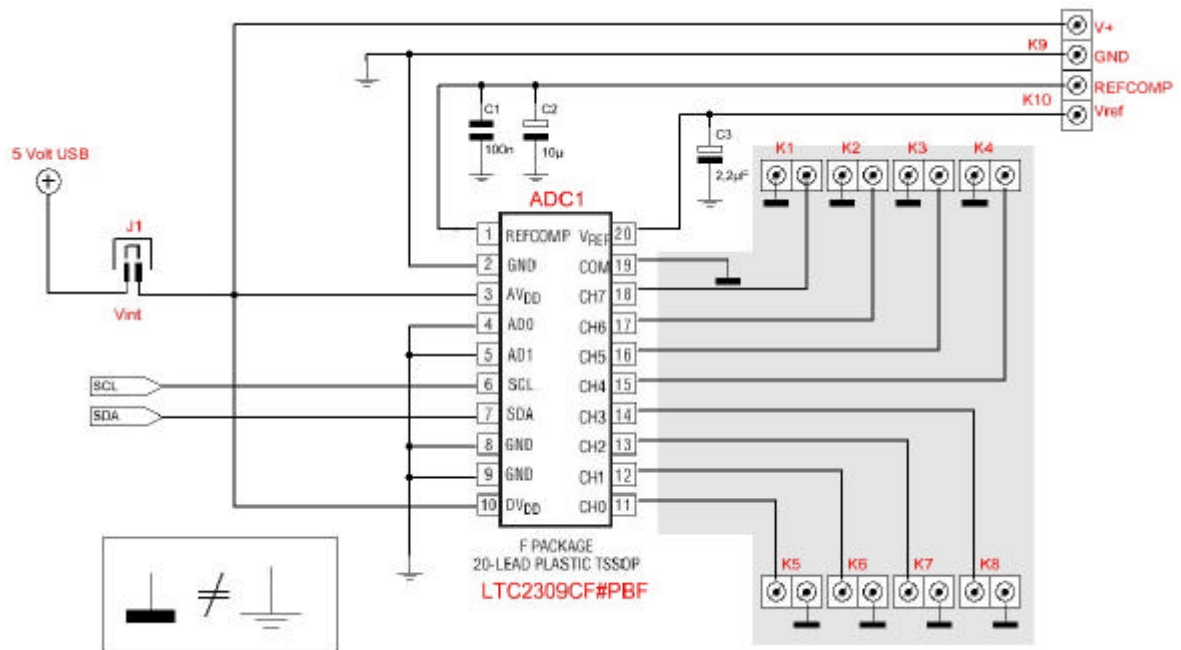 V+
K9
GND
REFCOMP
K10
Vref
C1
100n
C2
10µ
C3
2,2µF
5 Volt USB
J1
Vint
K1
K2
K3
K4
ADC1
1
REFCOMP
VREF
20
2
GND
COM
19
3
AVDD
CH7
18
4
AD0
CH6
17
5
AD1
CH5
16
6
SCL
CH4
15
7
SDA
CH3
14
8
GND
CH2
13
9
GND
CH1
12
10
DVDD
CH0
11
SCL
SDA
F PACKAGE
20-LEAD PLASTIC TSSOP
LTC2309CF#PBF
K5
K6
K7
K8
≠